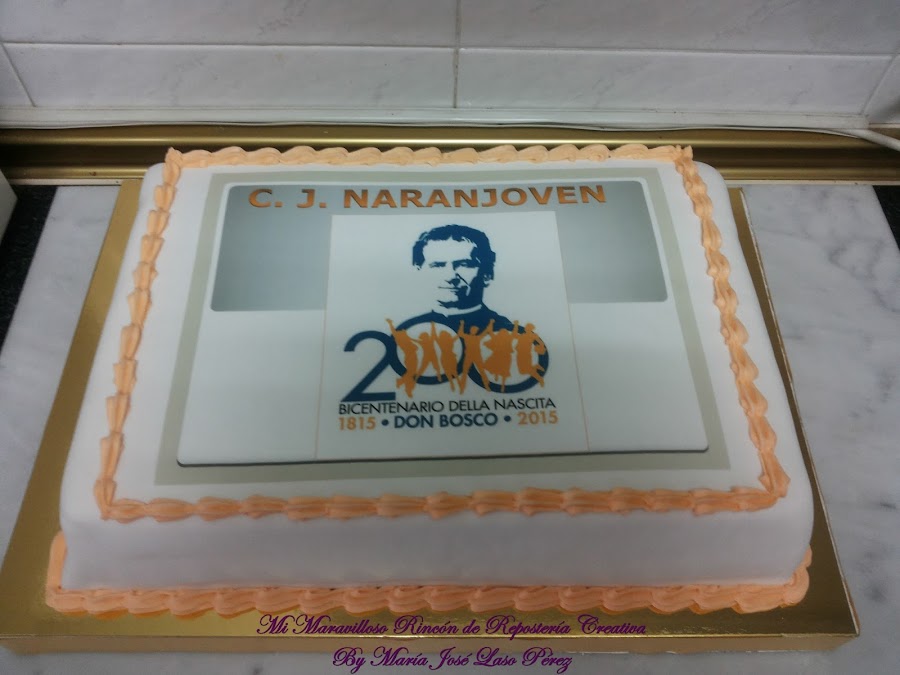 C. J. NARANJOVEN
200
BICENTENARIO DELLA NASCITA
1815 • DON BOSCO • 2015
Mi Maravilloso Rincón de Repostería Creativa
By María José Laso Pérez